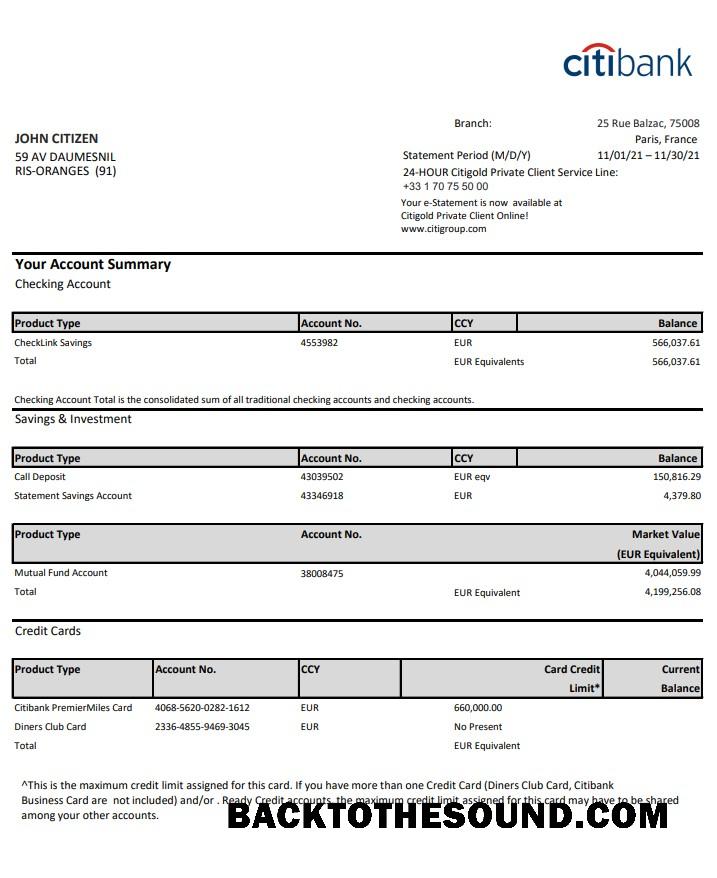 citibank
Branch: 25 Rue Balzac, 75008
Paris, France
JOHN CITIZEN
59 AV DAUMESNIL
RIS-ORANGES (91)
Statement Period (M/D/Y) 11/01/21 – 11/30/21
24-HOUR Citigold Private Client Service Line:
+33 1 70 75 50 00
Your e-Statement is now available at
Citigold Private Client Online!
www.citigroup.com
Your Account Summary
Checking Account
Product Type Account No. CCY Balance
CheckLink Savings 4553982 EUR 566,037.61
Total EUR Equivalents 566,037.61
Checking Account Total is the consolidated sum of all traditional checking accounts and checking accounts.
Savings & Investment
Product Type Account No. CCY Balance
Call Deposit 43039502 EUR eqv 150,816.29
Statement Savings Account 43346918 EUR 4,379.80
Product Type Account No. Market Value
(EUR Equivalent)
Mutual Fund Account 38008475 4,044,059.99
Total EUR Equivalent 4,199,256.08
Credit Cards
Product Type Account No. CCY Card Credit Current
Limit* Balance
Citibank PremierMiles Card 4068-5620-0282-1612 EUR 660,000.00
Diners Club Card 2336-4855-9469-3045 EUR No Present
Total EUR Equivalent
^This is the maximum credit limit assigned for this card. If you have more than one Credit Card (Diners Club Card, Citibank
Business Card are not included) and/or . Ready Credit accounts, the maximum credit limit assigned for this card may have to be shared
among your other accounts.
BACKTOTHESOUND.COM